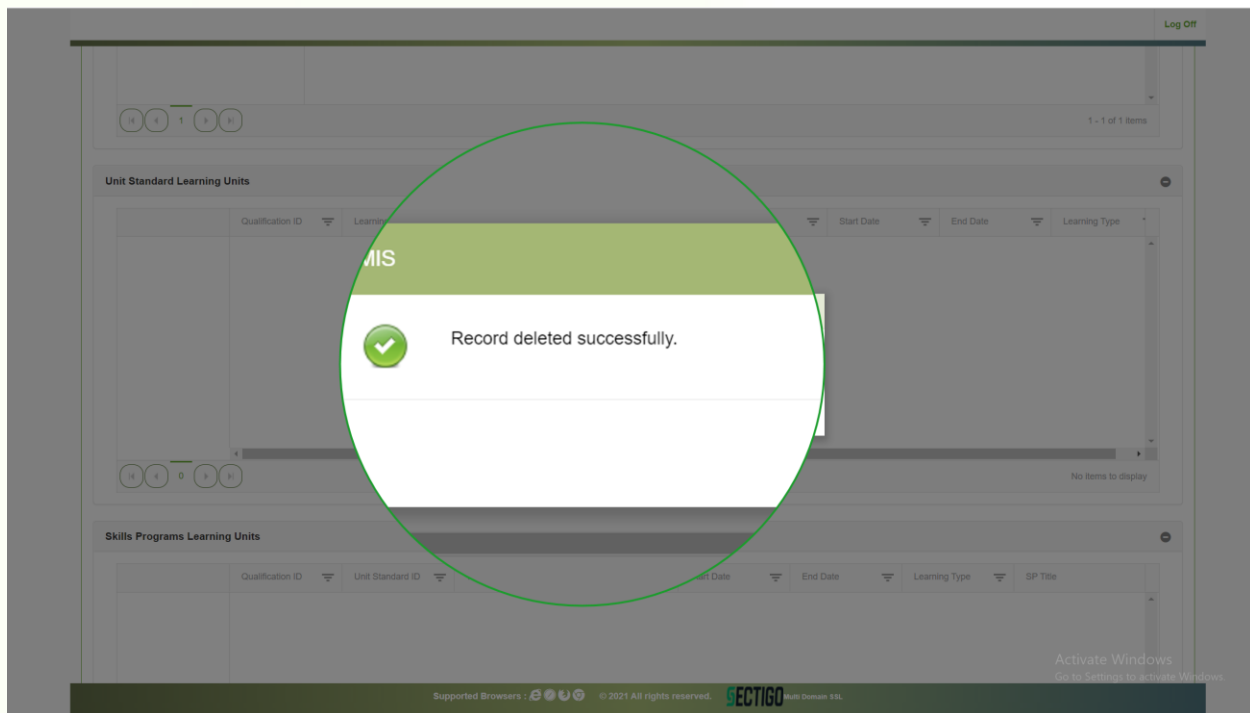 Log Off
1
1 - 1 of 1 items
Unit Standard Learning Units
Qualification ID
Start Date
End Date
Learning Type
MIS
Record deleted successfully.
0
No items to display
Skills Programs Learning Units
Qualification ID
Unit Standard ID
Start Date
End Date
Learning Type
SP Title
Activate Windows
Go to Settings to activate Windows.
Supported Browsers :
© 2021 All rights reserved.
SECTIGO Multi Domain SSL